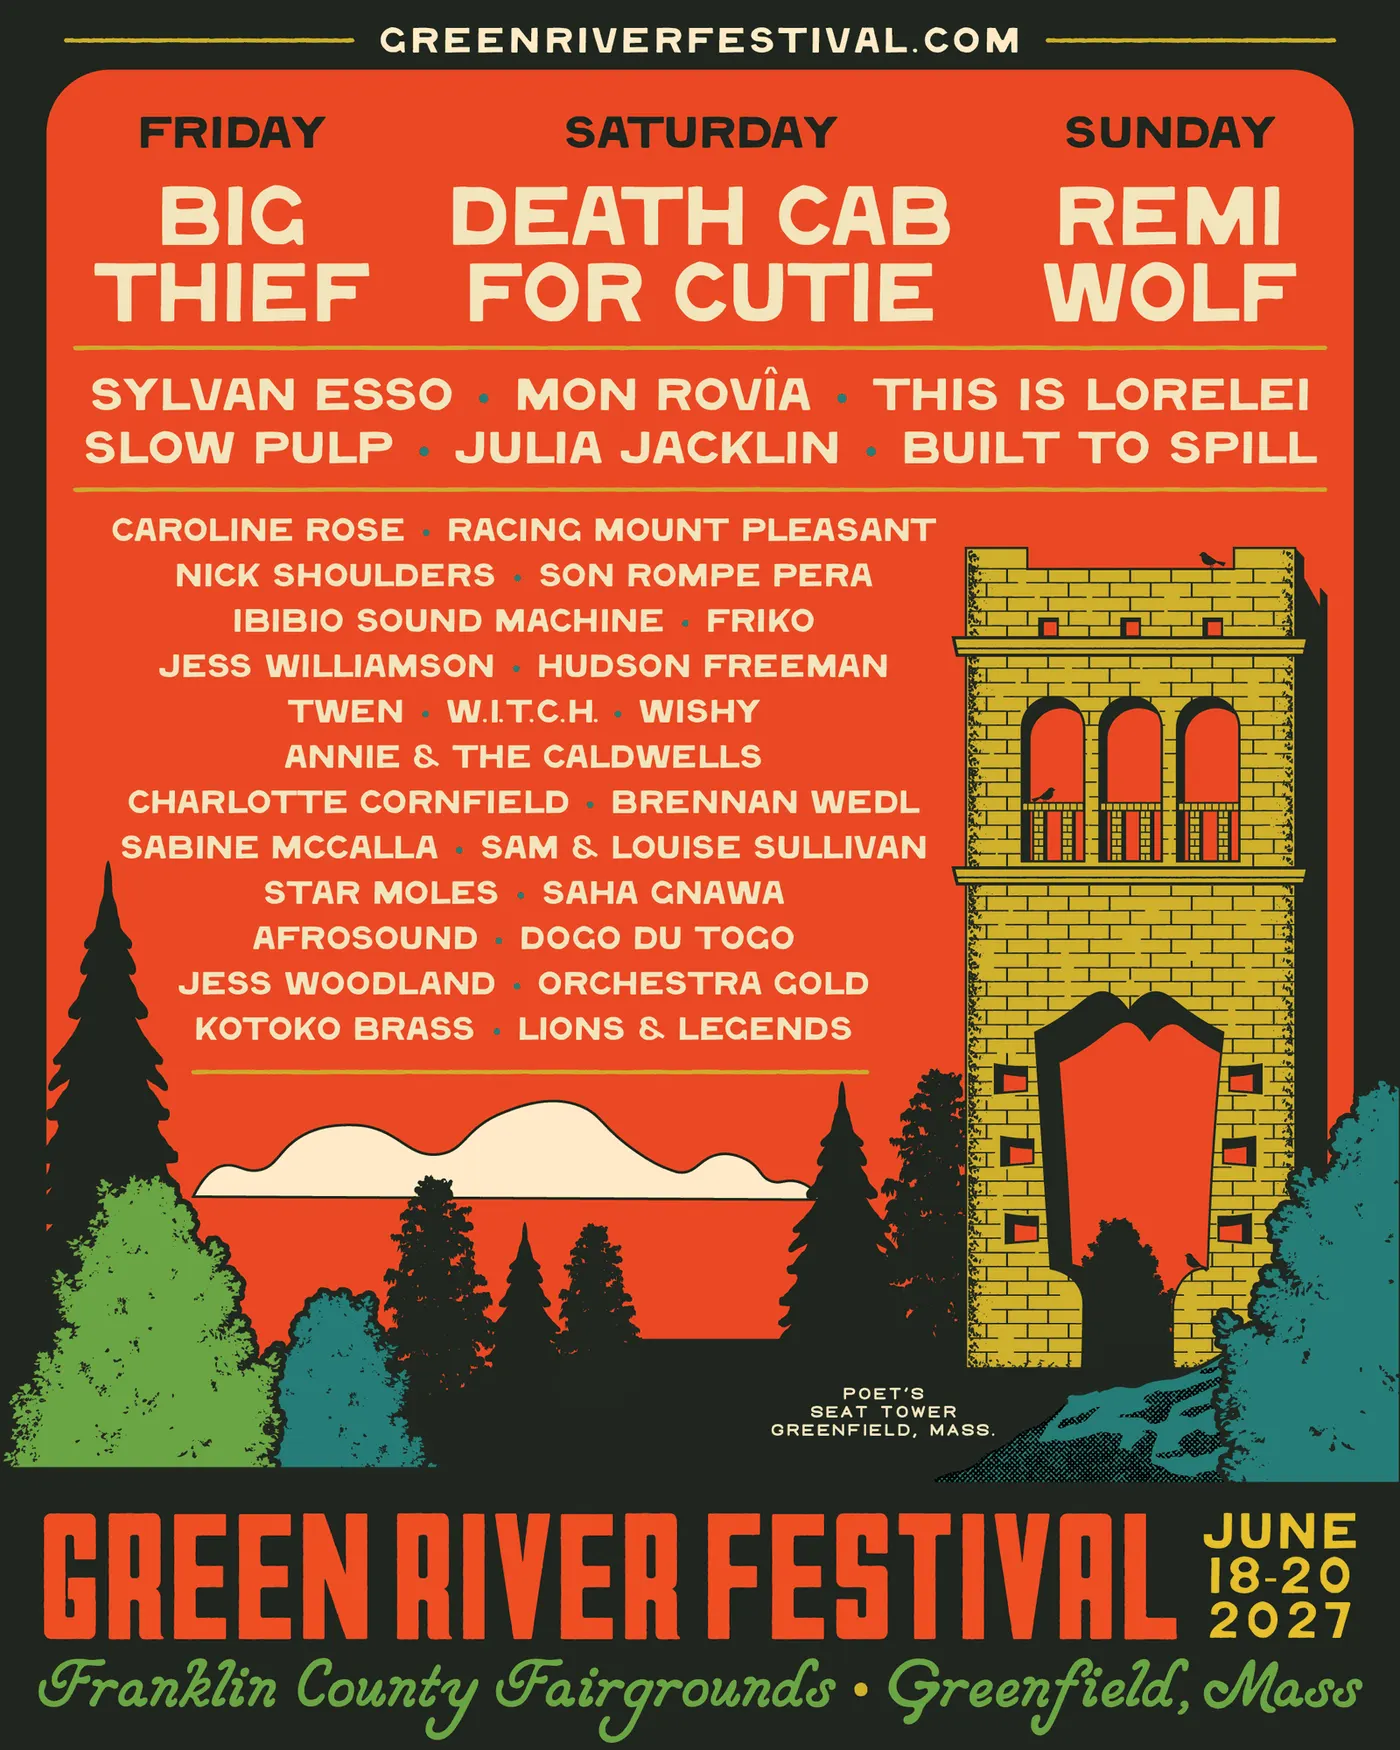 GREENRIVERFESTIVAL.COM
FRIDAY
BIG
THIEF
SATURDAY
DEATH CAB
FOR CUTIE
SUNDAY
REMI
WOLF
SYLVAN ESSO • MON ROVÎA • THIS IS LORELEI
SLOW PULP • JULIA JACKLIN • BUILT TO SPILL
CAROLINE ROSE • RACING MOUNT PLEASANT
NICK SHOULDERS • SON ROMPE PERA
IBIBIO SOUND MACHINE • FRIKO
JESS WILLIAMSON • HUDSON FREEMAN
TWEN • W.I.T.C.H. • WISHY
ANNIE & THE CALDWELLS
CHARLOTTE CORNFIELD • BRENNAN WEDL
SABINE MCCALLA • SAM & LOUISE SULLIVAN
STAR MOLES • SAHA GNAWA
AFROSOUND • DOGO DU TOGO
JESS WOODLAND • ORCHESTRA GOLD
KOTOKO BRASS • LIONS & LEGENDS
POET'S
SEAT TOWER
GREENFIELD, MASS.
GREEN RIVER FESTIVAL
JUNE
18-20
2027
Franklin County Fairgrounds • Greenfield, Mass